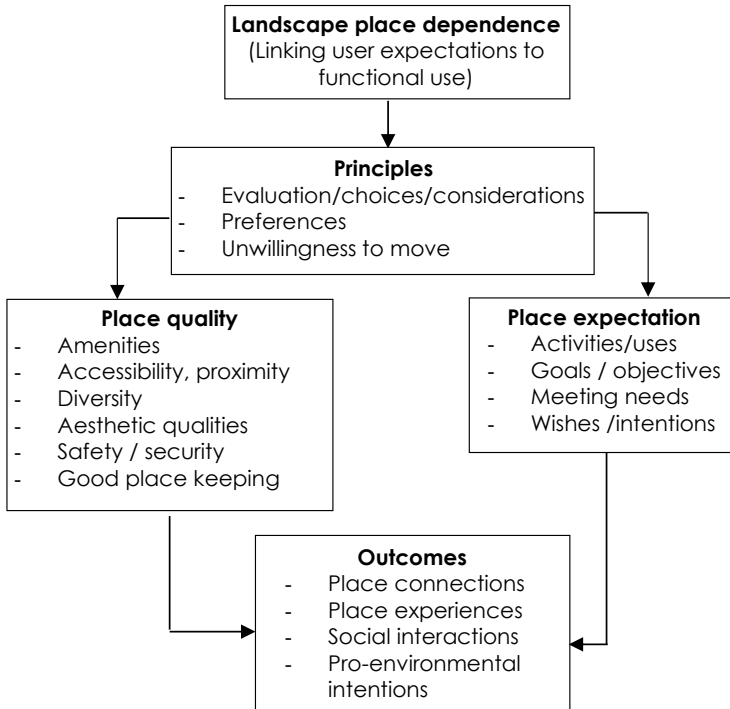 Landscape place dependence
(Linking user expectations to
functional use)
Principles
- Evaluation/choices/considerations
- Preferences
- Unwillingness to move
Place quality
- Amenities
- Accessibility, proximity
- Diversity
- Aesthetic qualities
- Safety / security
- Good place keeping
Place expectation
- Activities/uses
- Goals / objectives
- Meeting needs
- Wishes /intentions
Outcomes
- Place connections
- Place experiences
- Social interactions
- Pro-environmental
intentions